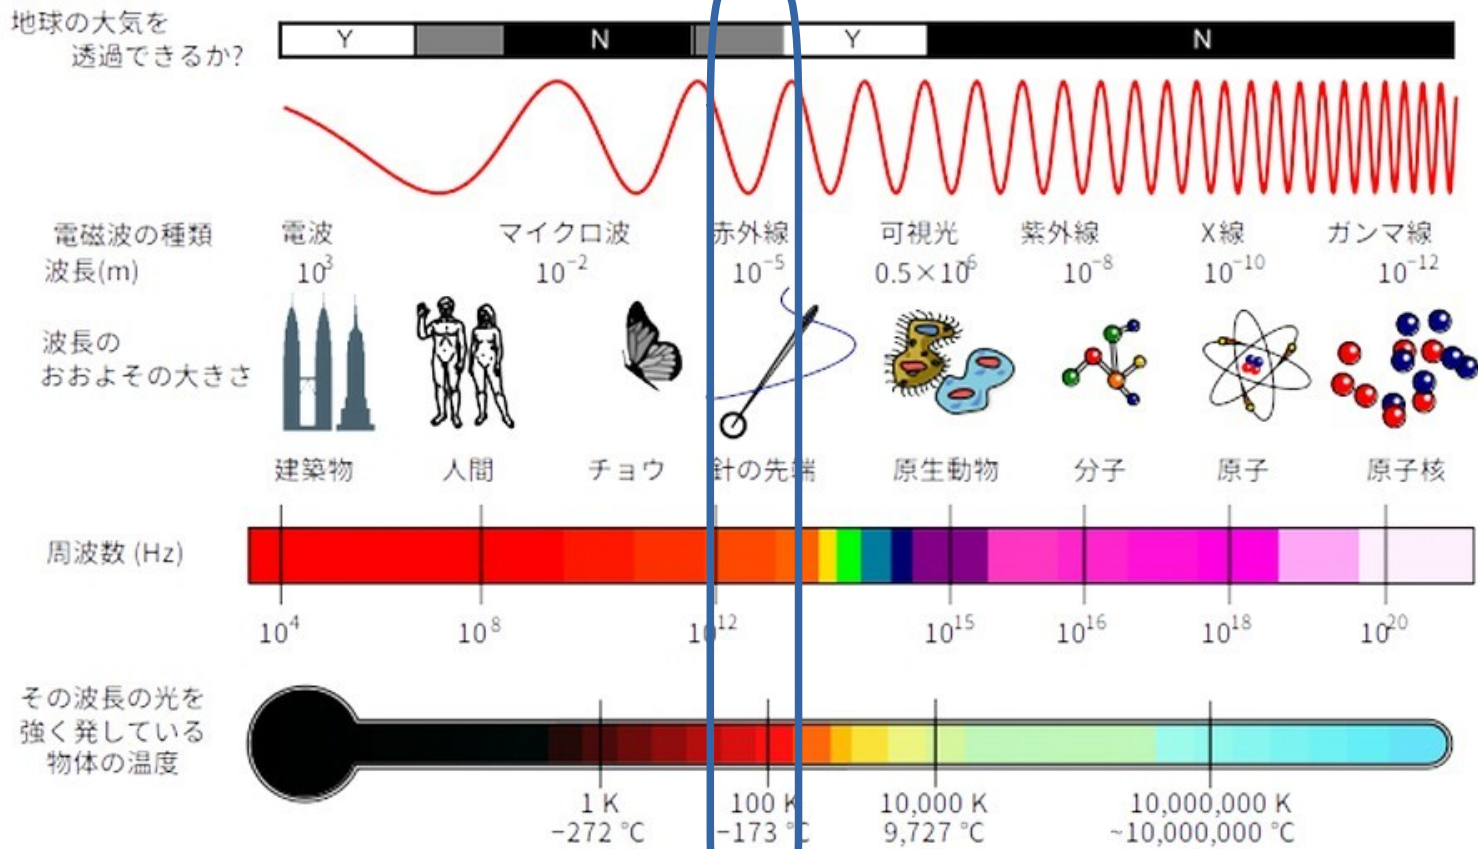 地球の大気を
透過できるか?
Y N Y N
電磁波の種類 電波 マイクロ波 赤外線 可視光 紫外線 X線 ガンマ線
波長(m) 10³ 10⁻² 10⁻⁵ 0.5×10⁻⁶ 10⁻⁸ 10⁻¹⁰ 10⁻¹²
波長の
おおよその大きさ
建築物 人間 チョウ 針の先端 原生動物 分子 原子 原子核
周波数 (Hz)
10⁴ 10⁸ 10¹² 10¹⁵ 10¹⁶ 10¹⁸ 10²⁰
その波長の光を
強く発している
物体の温度
1 K 100 K 10,000 K 10,000,000 K
−272 °C −173 °C 9,727 °C ~10,000,000 °C